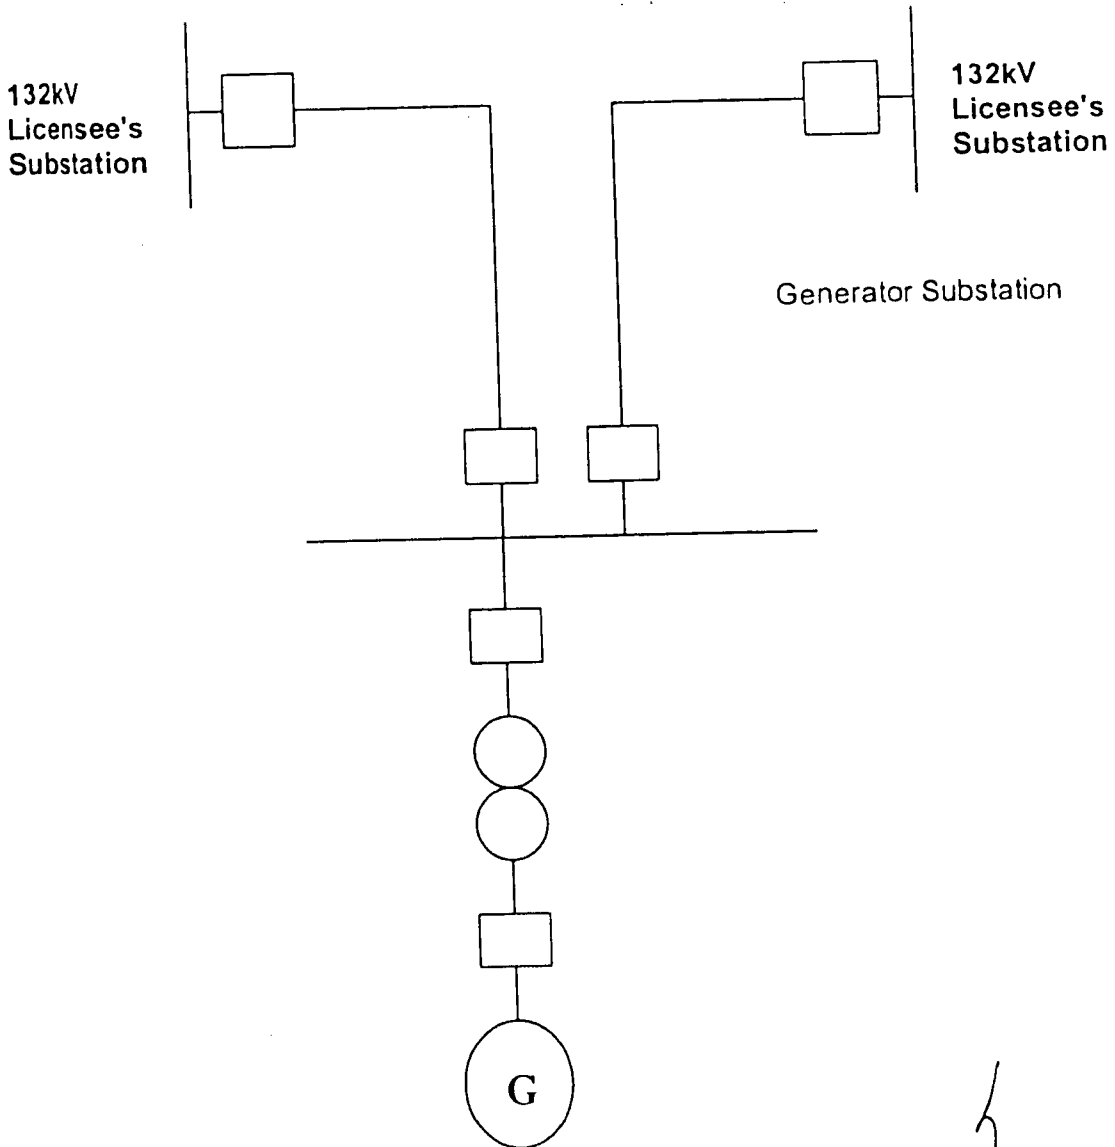 132kV
Licensee's
Substation
132kV
Licensee's
Substation
Generator Substation
G